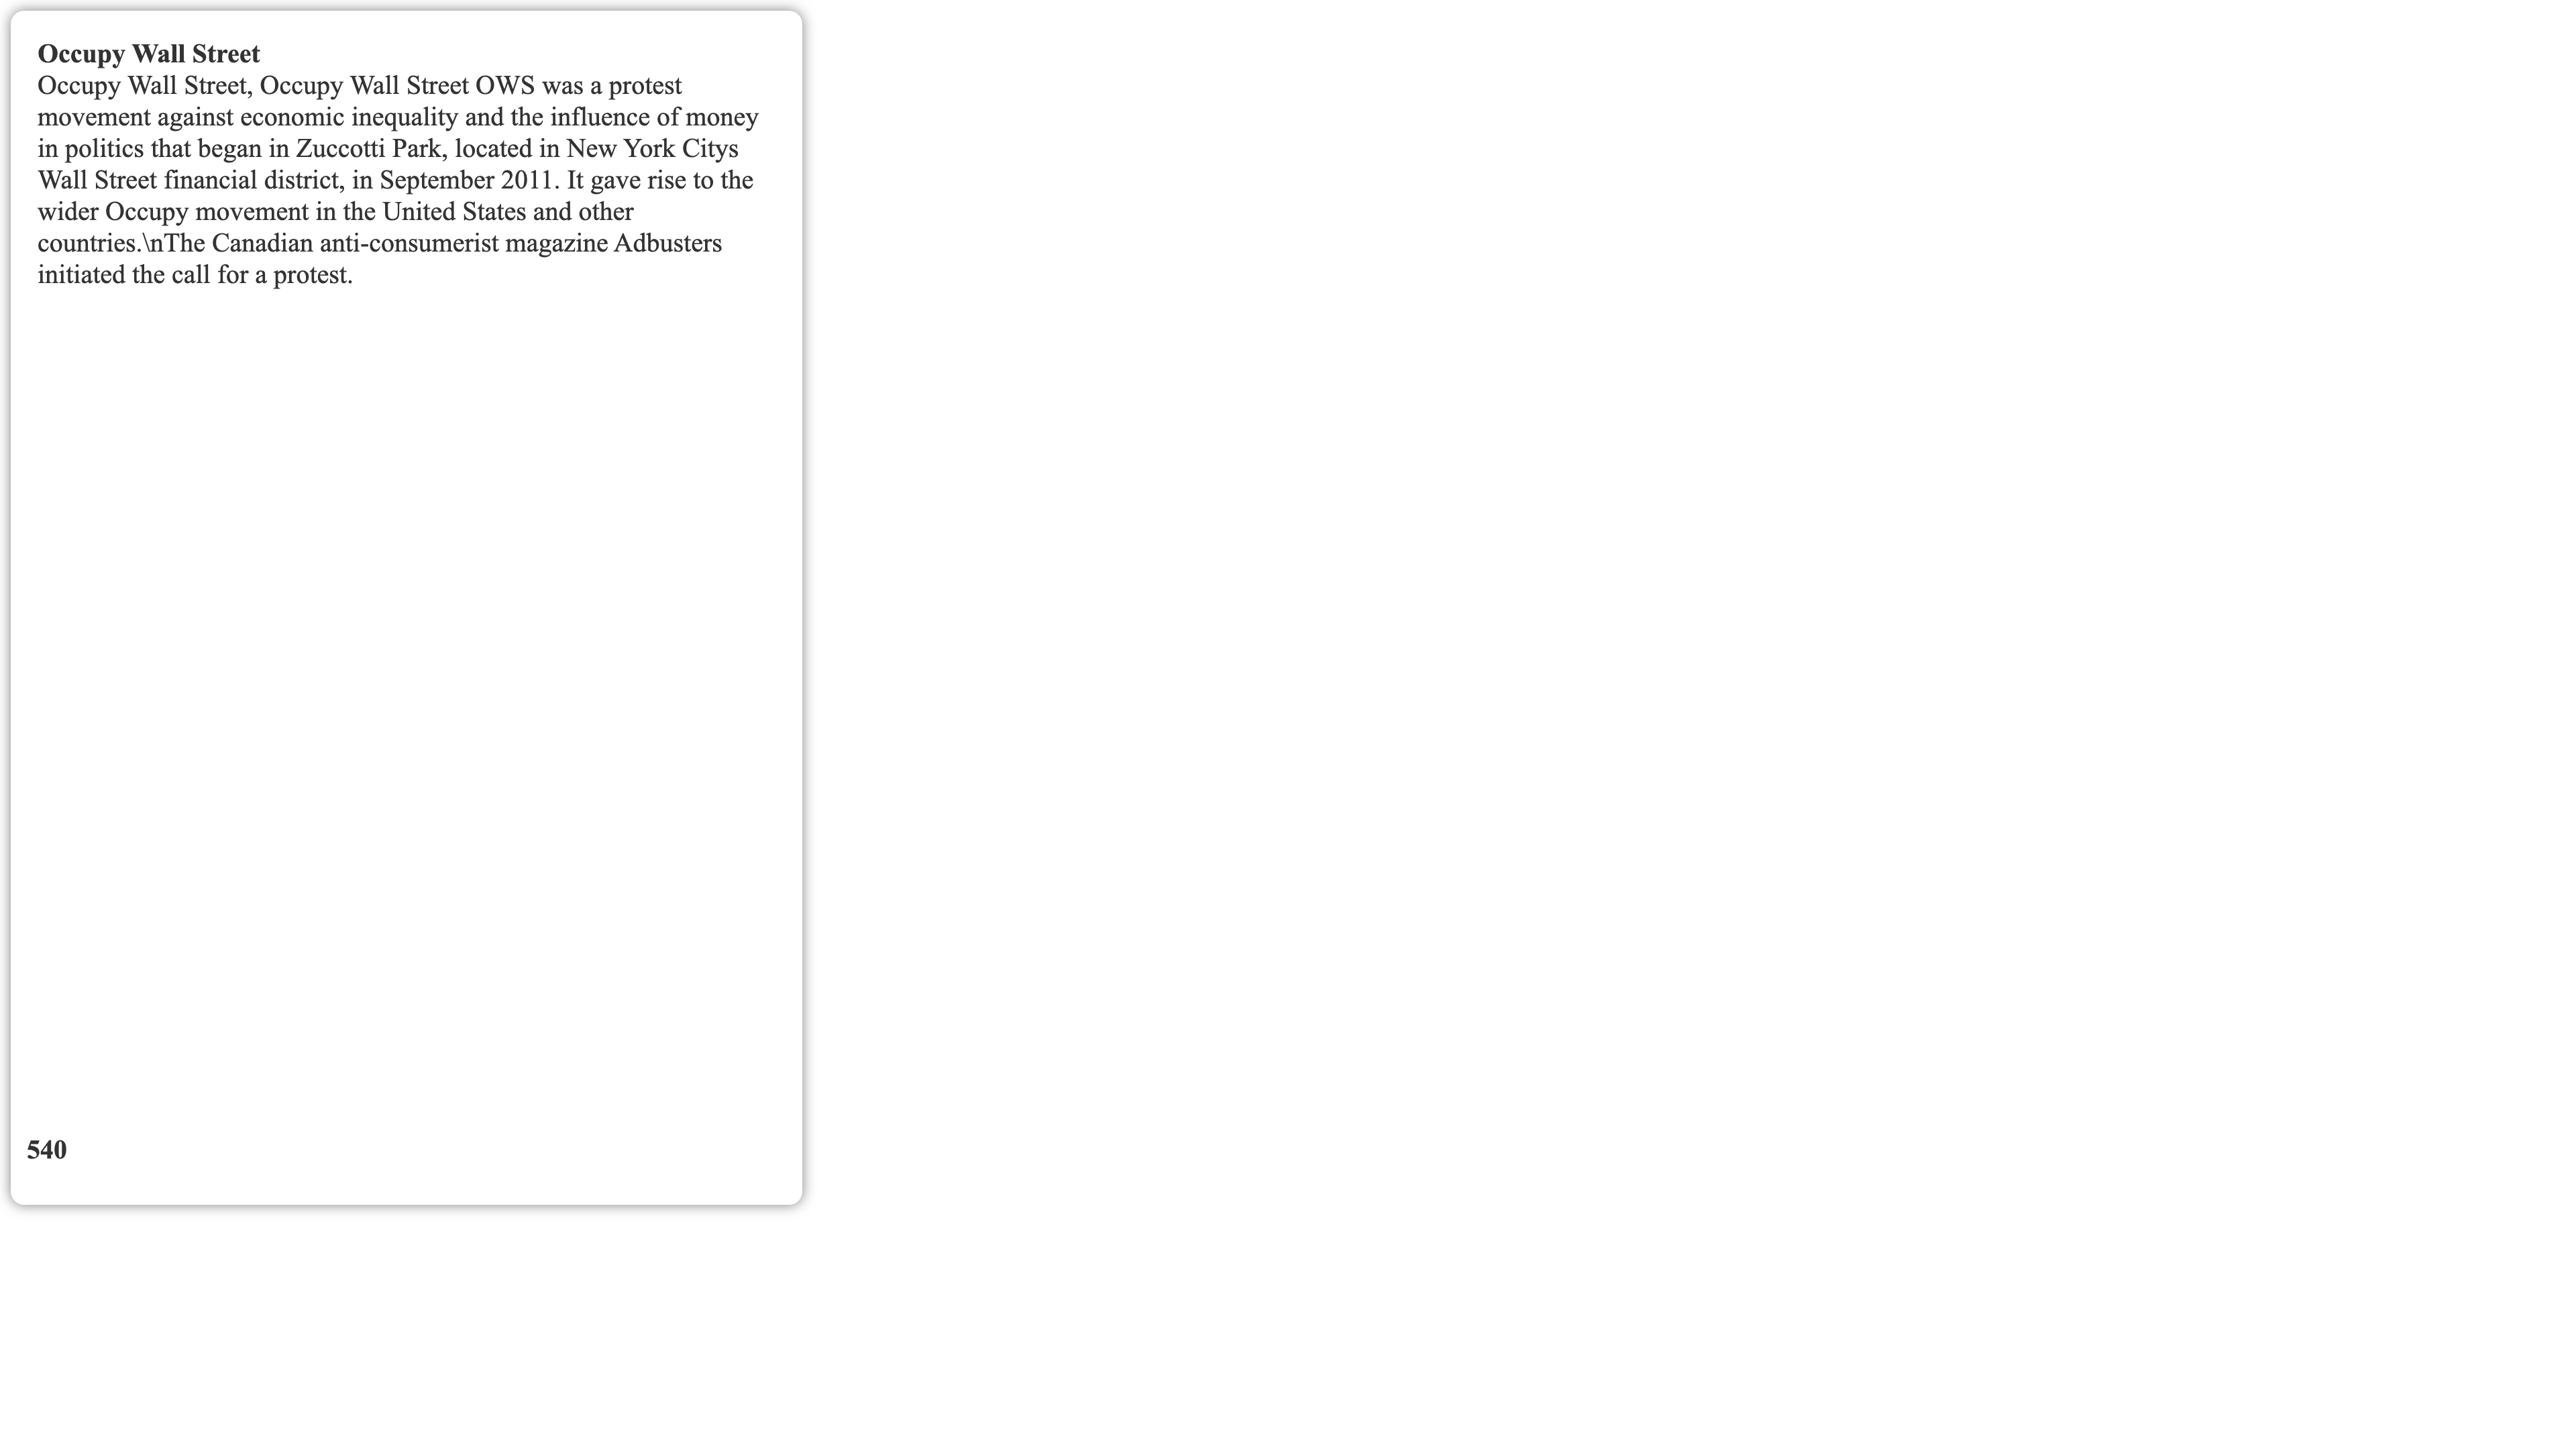 Occupy Wall Street
Occupy Wall Street, Occupy Wall Street OWS was a protest
movement against economic inequality and the influence of money
in politics that began in Zuccotti Park, located in New York Citys
Wall Street financial district, in September 2011. It gave rise to the
wider Occupy movement in the United States and other
countries.\nThe Canadian anti-consumerist magazine Adbusters
initiated the call for a protest.
540